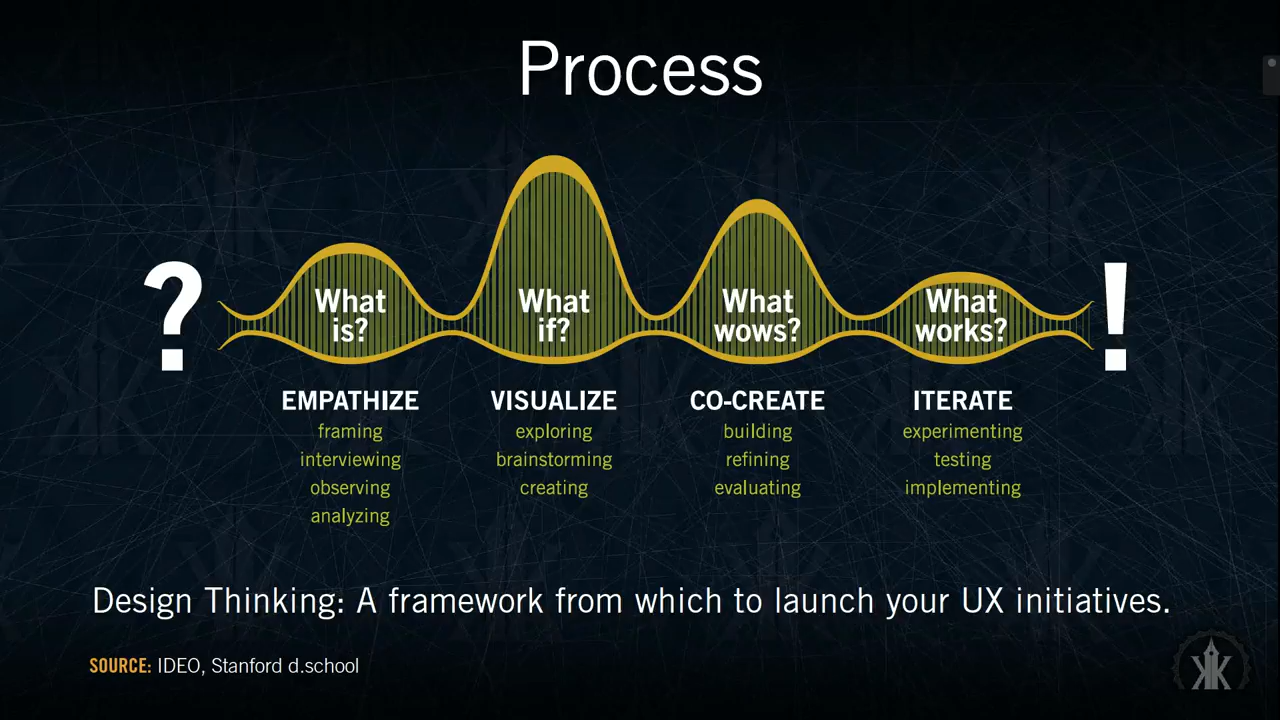 Process
?
What
is?
What
if?
What
wows?
What
works?
!
EMPATHIZE
framing
interviewing
observing
analyzing
VISUALIZE
exploring
brainstorming
creating
CO-CREATE
building
refining
evaluating
ITERATE
experimenting
testing
implementing
Design Thinking: A framework from which to launch your UX initiatives.
SOURCE: IDEO, Stanford d.school